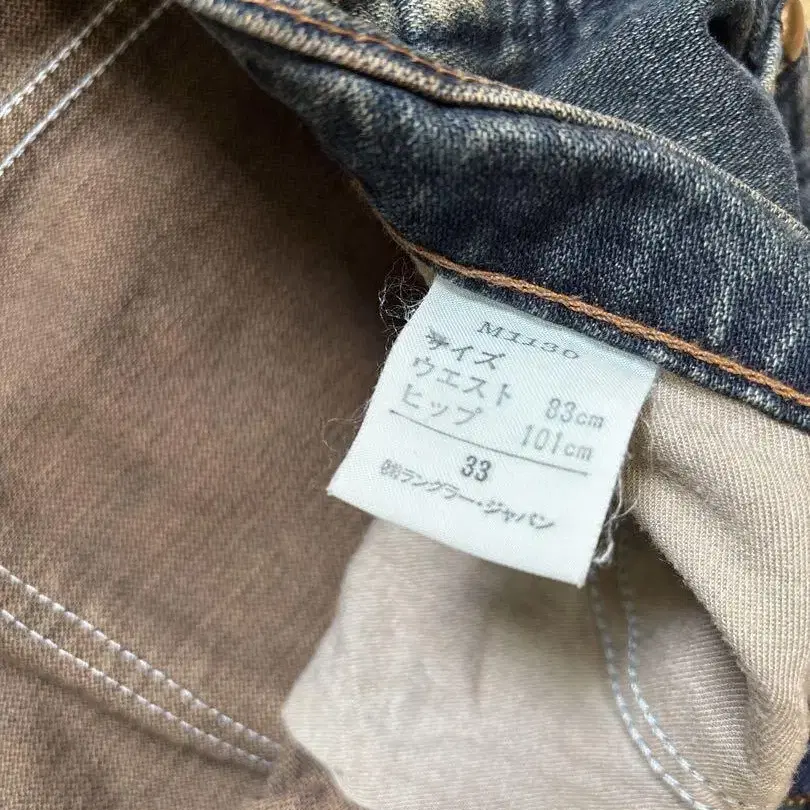 M1130
サイズ
ウエスト 83cm
ヒップ 101cm
33
㈱ラングラー・ジャパン